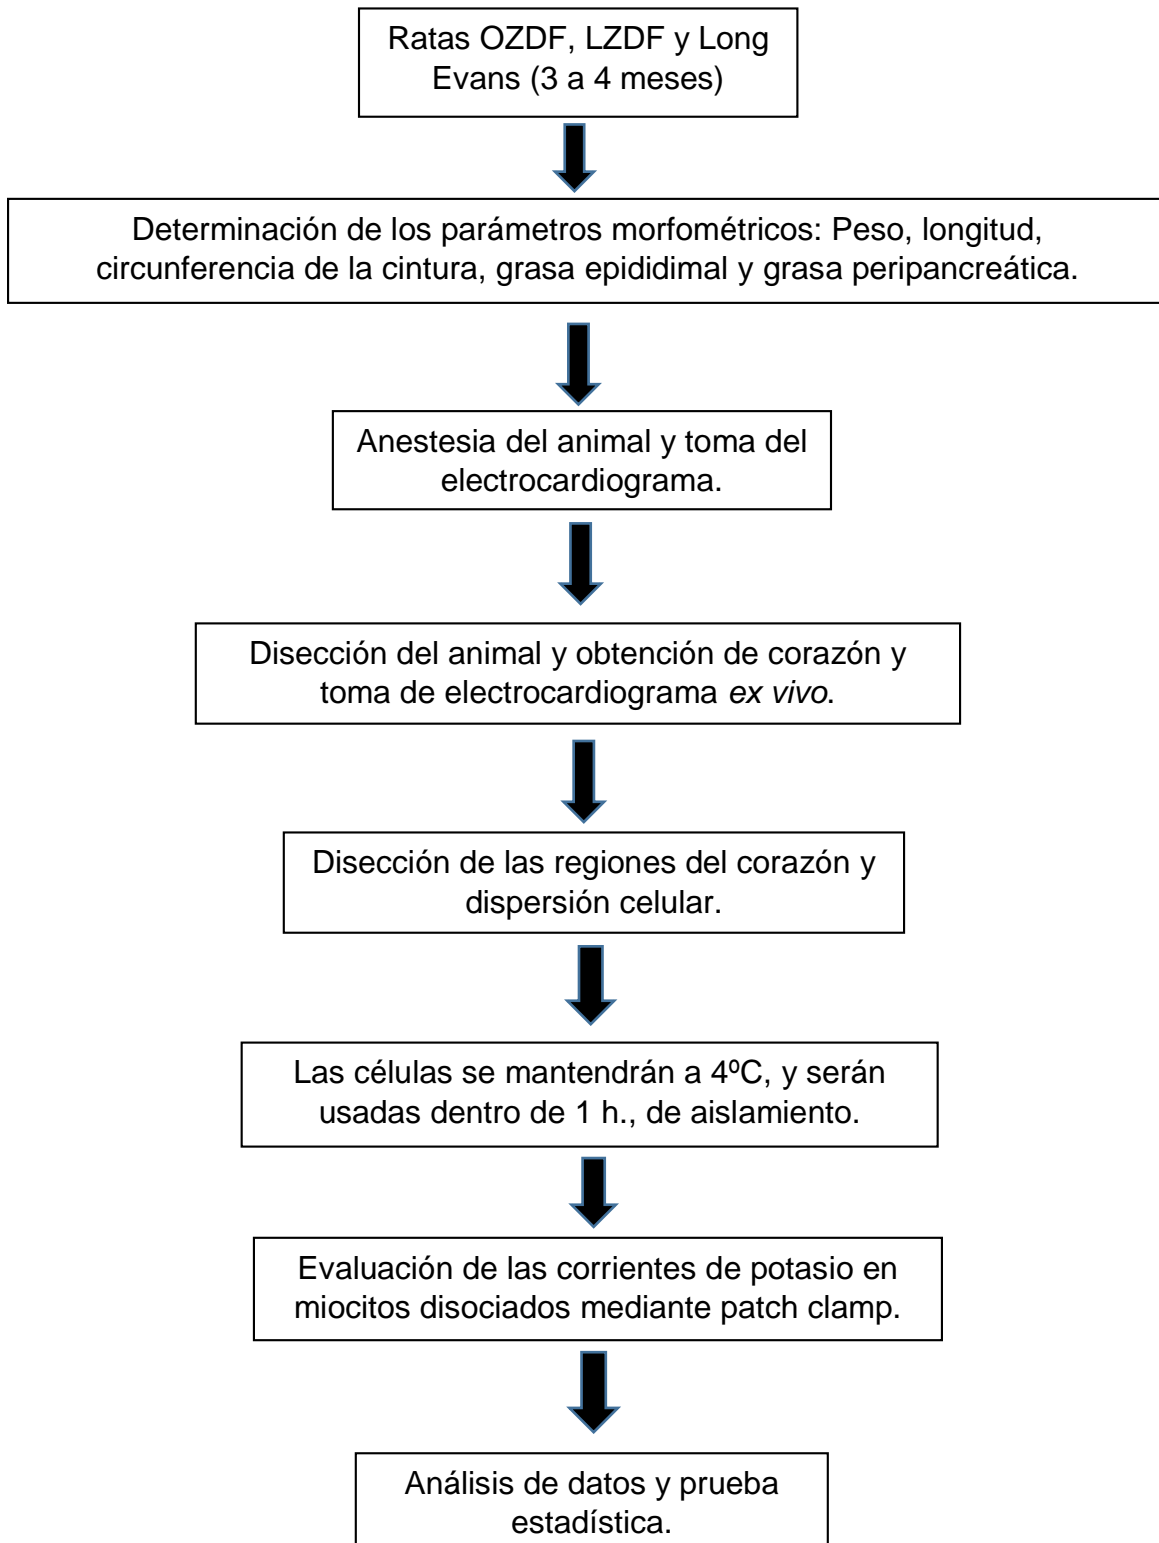 Ratas OZDF, LZDF y Long
Evans (3 a 4 meses)
Determinación de los parámetros morfométricos: Peso, longitud,
circunferencia de la cintura, grasa epididimal y grasa peripancreática.
Anestesia del animal y toma del
electrocardiograma.
Disección del animal y obtención de corazón y
toma de electrocardiograma ex vivo.
Disección de las regiones del corazón y
dispersión celular.
Las células se mantendrán a 4ºC, y serán
usadas dentro de 1 h., de aislamiento.
Evaluación de las corrientes de potasio en
miocitos disociados mediante patch clamp.
Análisis de datos y prueba
estadística.